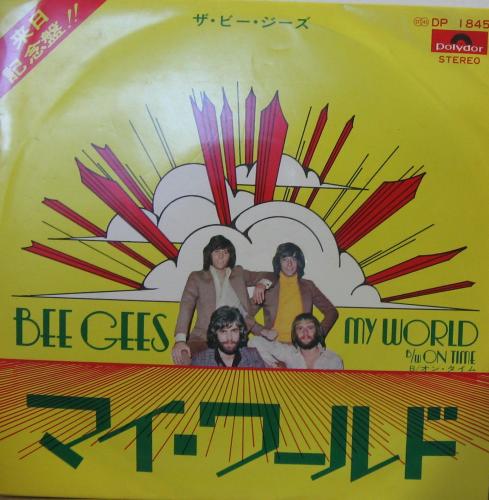 来日
記念盤!!
ザ・ビー・ジーズ
DP 1845
Polydor
STEREO
BEE GEES
MY WORLD
B/W ON TIME
B/オン・タイム
マイ・ワールド